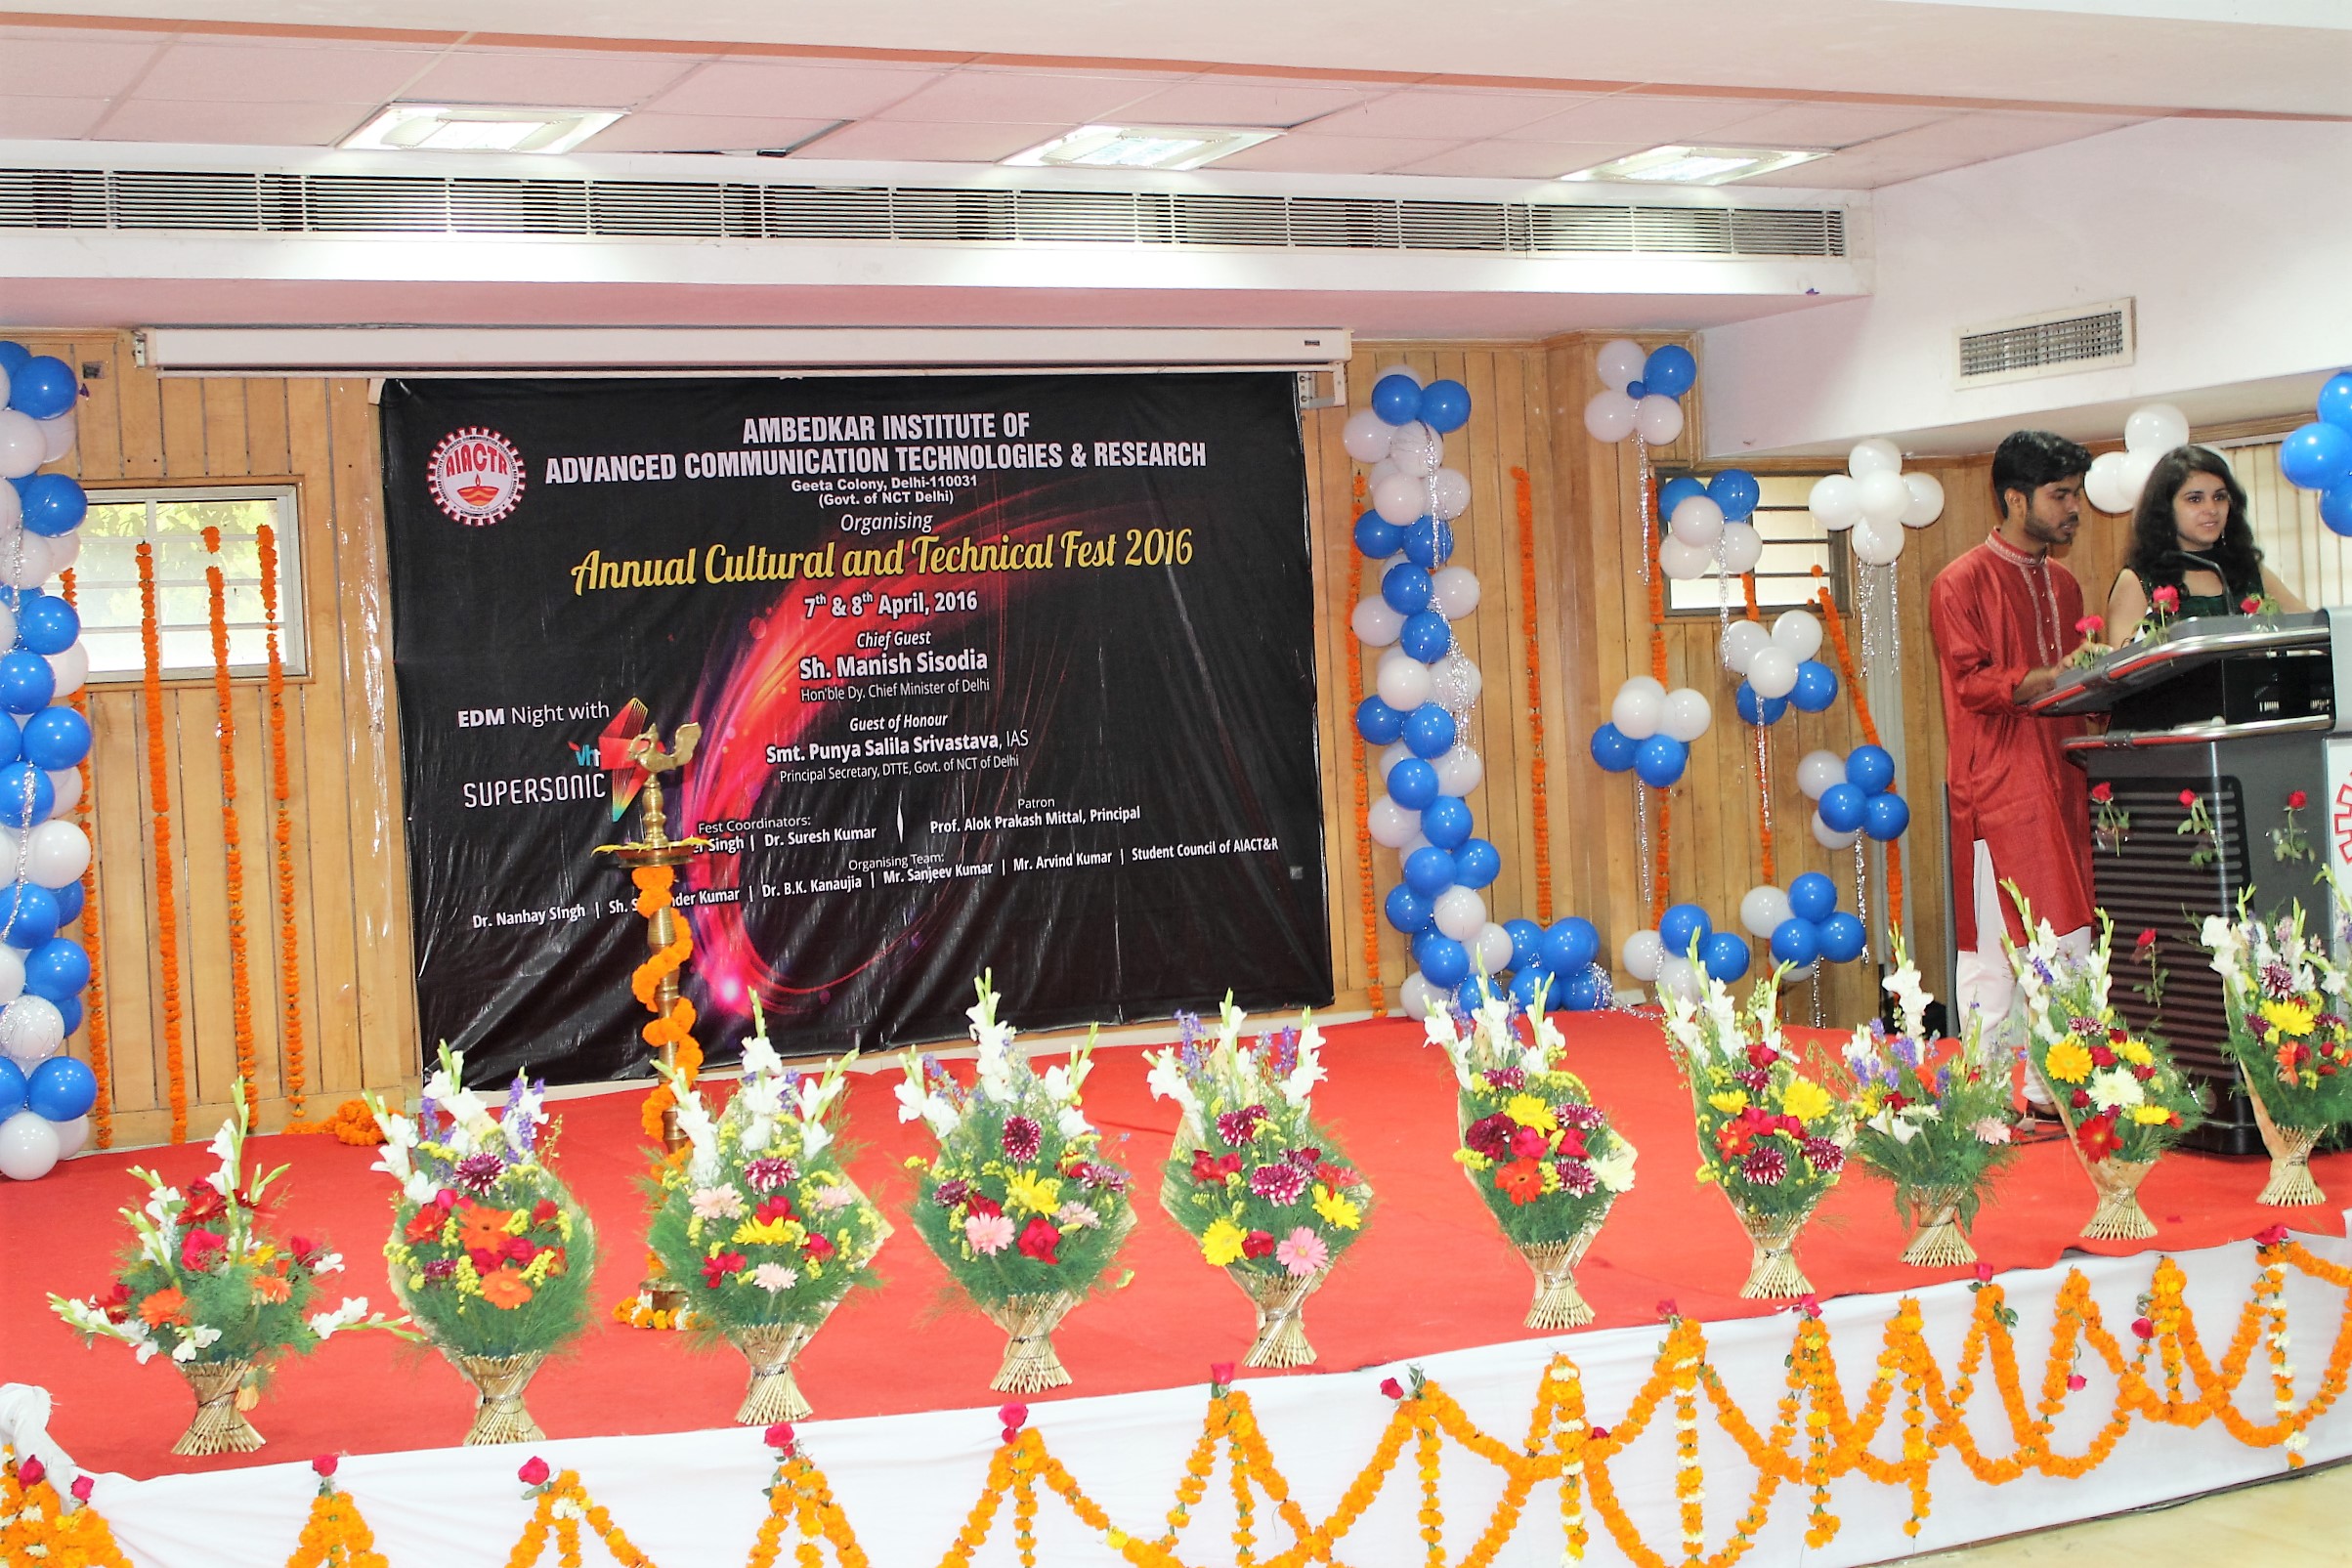 AIACTR
AMBEDKAR INSTITUTE OF
ADVANCED COMMUNICATION TECHNOLOGIES & RESEARCH
Geeta Colony, Delhi-110031
(Govt. of NCT Delhi)
Organising
Annual Cultural and Technical Fest 2016
7th & 8th April, 2016
Chief Guest
Sh. Manish Sisodia
Hon'ble Dy. Chief Minister of Delhi
Guest of Honour
Smt. Punya Salila Srivastava, IAS
Principal Secretary, DTTE, Govt. of NCT of Delhi
EDM Night with
vh1
SUPERSONIC
Fest Coordinators:
Singh | Dr. Suresh Kumar
Patron
Prof. Alok Prakash Mittal, Principal
Organising Team:
Dr. Nanhay SIngh | Sh. Kumar | Dr. B.K. Kanaujia | Mr. Sanjeev Kumar | Mr. Arvind Kumar | Student Council of AIACT&R